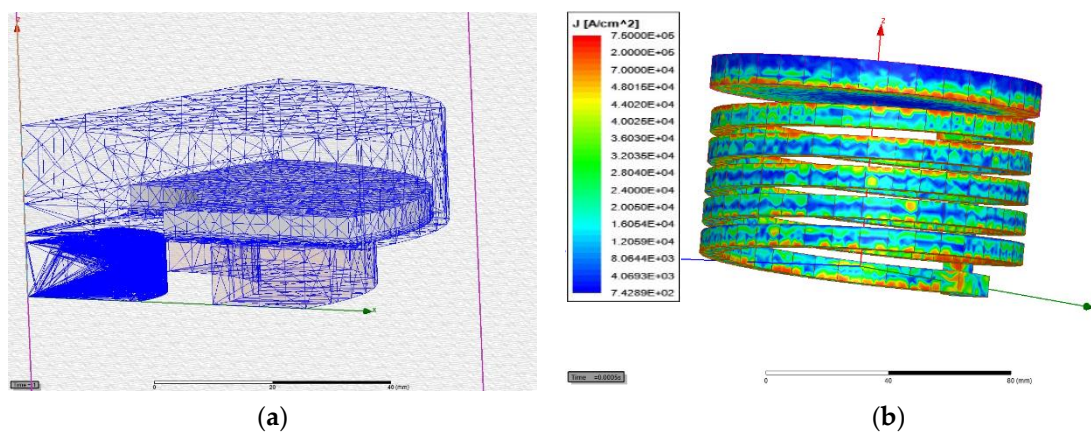 z
x
Time =1
0
20
40 (mm)
(a)
J [A/cm^2]
7.5000E+05
2.0000E+05
7.0000E+04
4.8015E+04
4.4020E+04
4.0025E+04
3.6030E+04
3.2035E+04
2.8040E+04
2.4000E+04
2.0050E+04
1.6054E+04
1.2059E+04
8.0644E+03
4.0693E+03
7.4289E+02
z
Time =0.0005s
0
40
80 (mm)
(b)